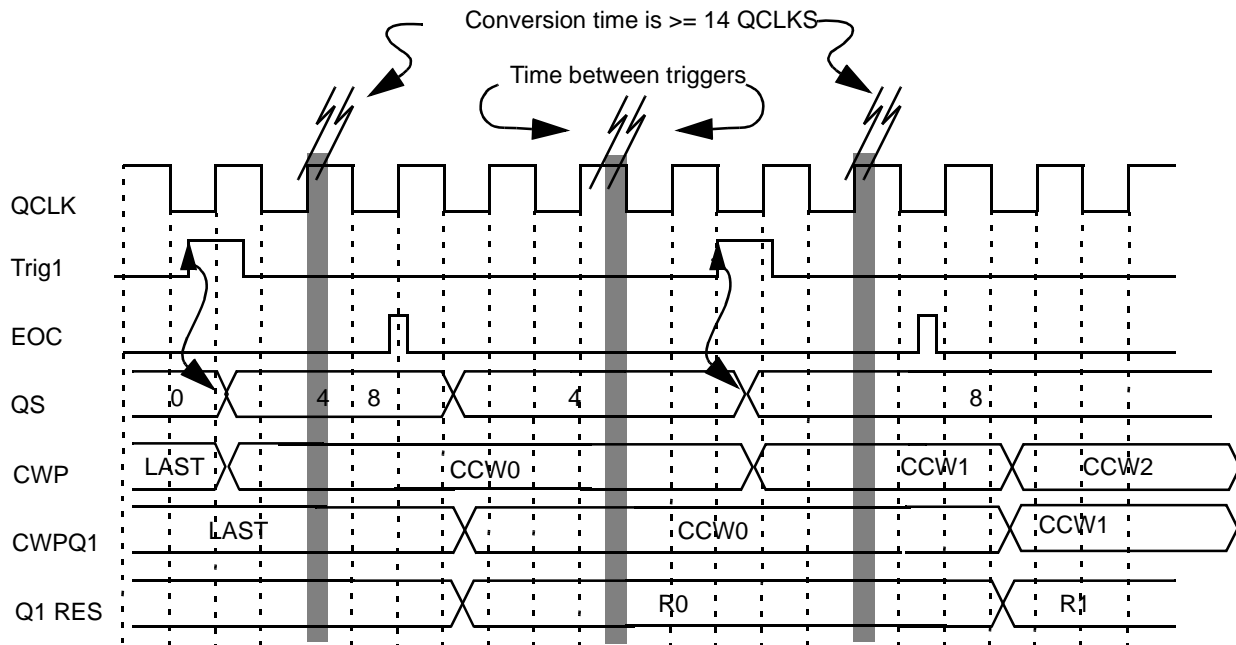 Conversion time is >= 14 QCLKS
Time between triggers
QCLK
Trig1
EOC
QS 0 4 8 4 8
CWP LAST CCW0 CCW1 CCW2
CWPQ1 LAST CCW0 CCW1
Q1 RES R0 R1